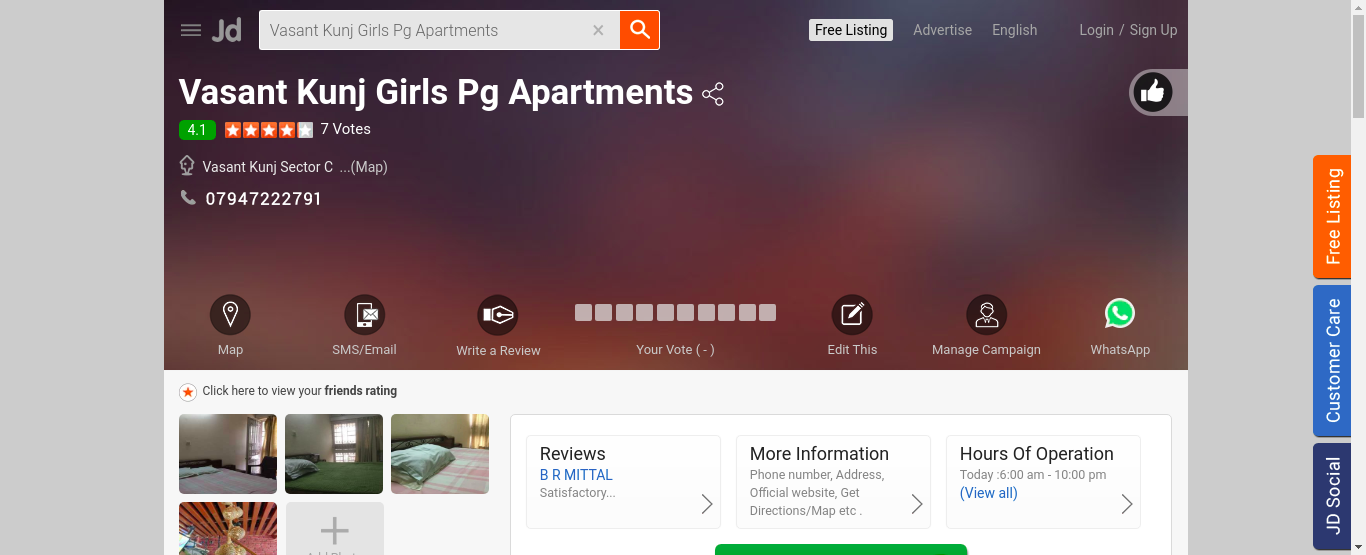 Jd
Vasant Kunj Girls Pg Apartments
×
Free Listing
Advertise
English
Login / Sign Up
Vasant Kunj Girls Pg Apartments
4.1
7 Votes
Vasant Kunj Sector C ...(Map)
07947222791
Map
SMS/Email
Write a Review
Your Vote ( - )
Edit This
Manage Campaign
WhatsApp
Click here to view your friends rating
Reviews
B R MITTAL
Satisfactory...
More Information
Phone number, Address,
Official website, Get
Directions/Map etc .
Hours Of Operation
Today :6:00 am - 10:00 pm
(View all)
Free Listing
Customer Care
JD Social